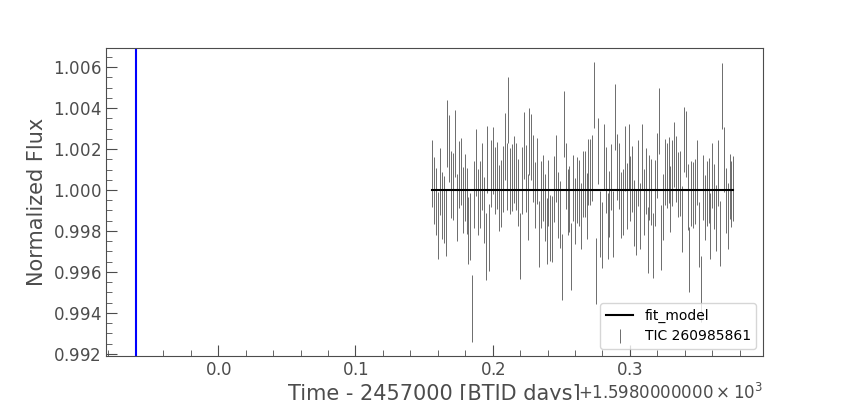 Normalized Flux
1.006
1.004
1.002
1.000
0.998
0.996
0.994
0.992
fit_model
TIC 260985861
0.0 0.1 0.2 0.3
Time - 2457000 [BTJD days]+1.5980000000 × 10³